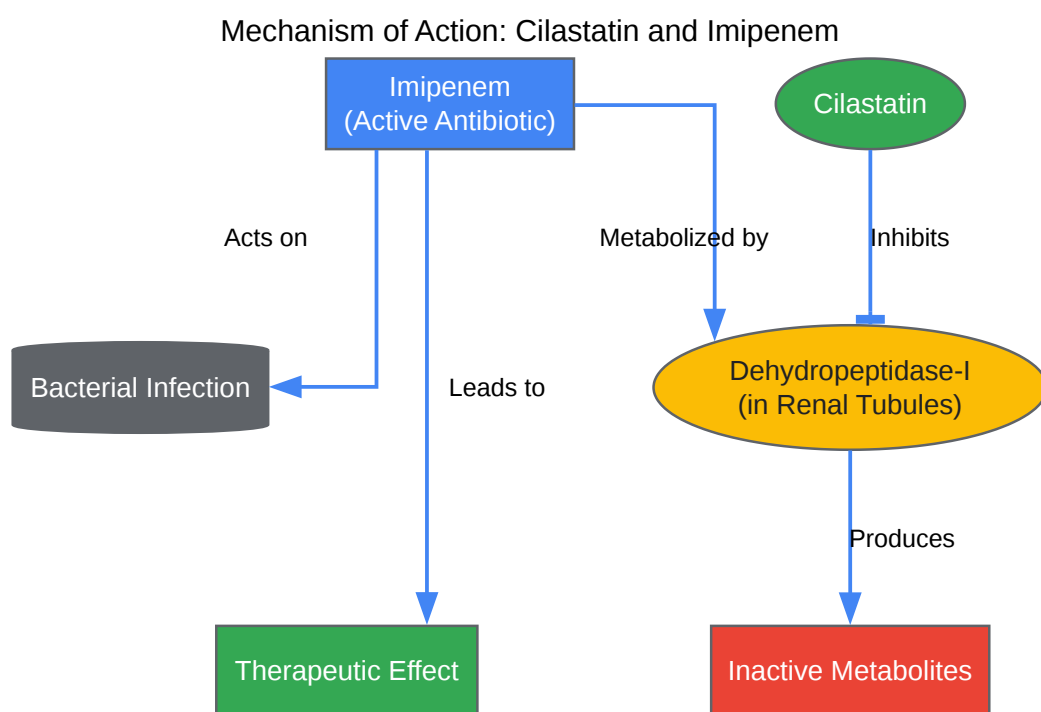 Mechanism of Action: Cilastatin and Imipenem
Imipenem
(Active Antibiotic)
Cilastatin
Acts on
Metabolized by
Inhibits
Bacterial Infection
Leads to
Dehydropeptidase-I
(in Renal Tubules)
Produces
Therapeutic Effect
Inactive Metabolites